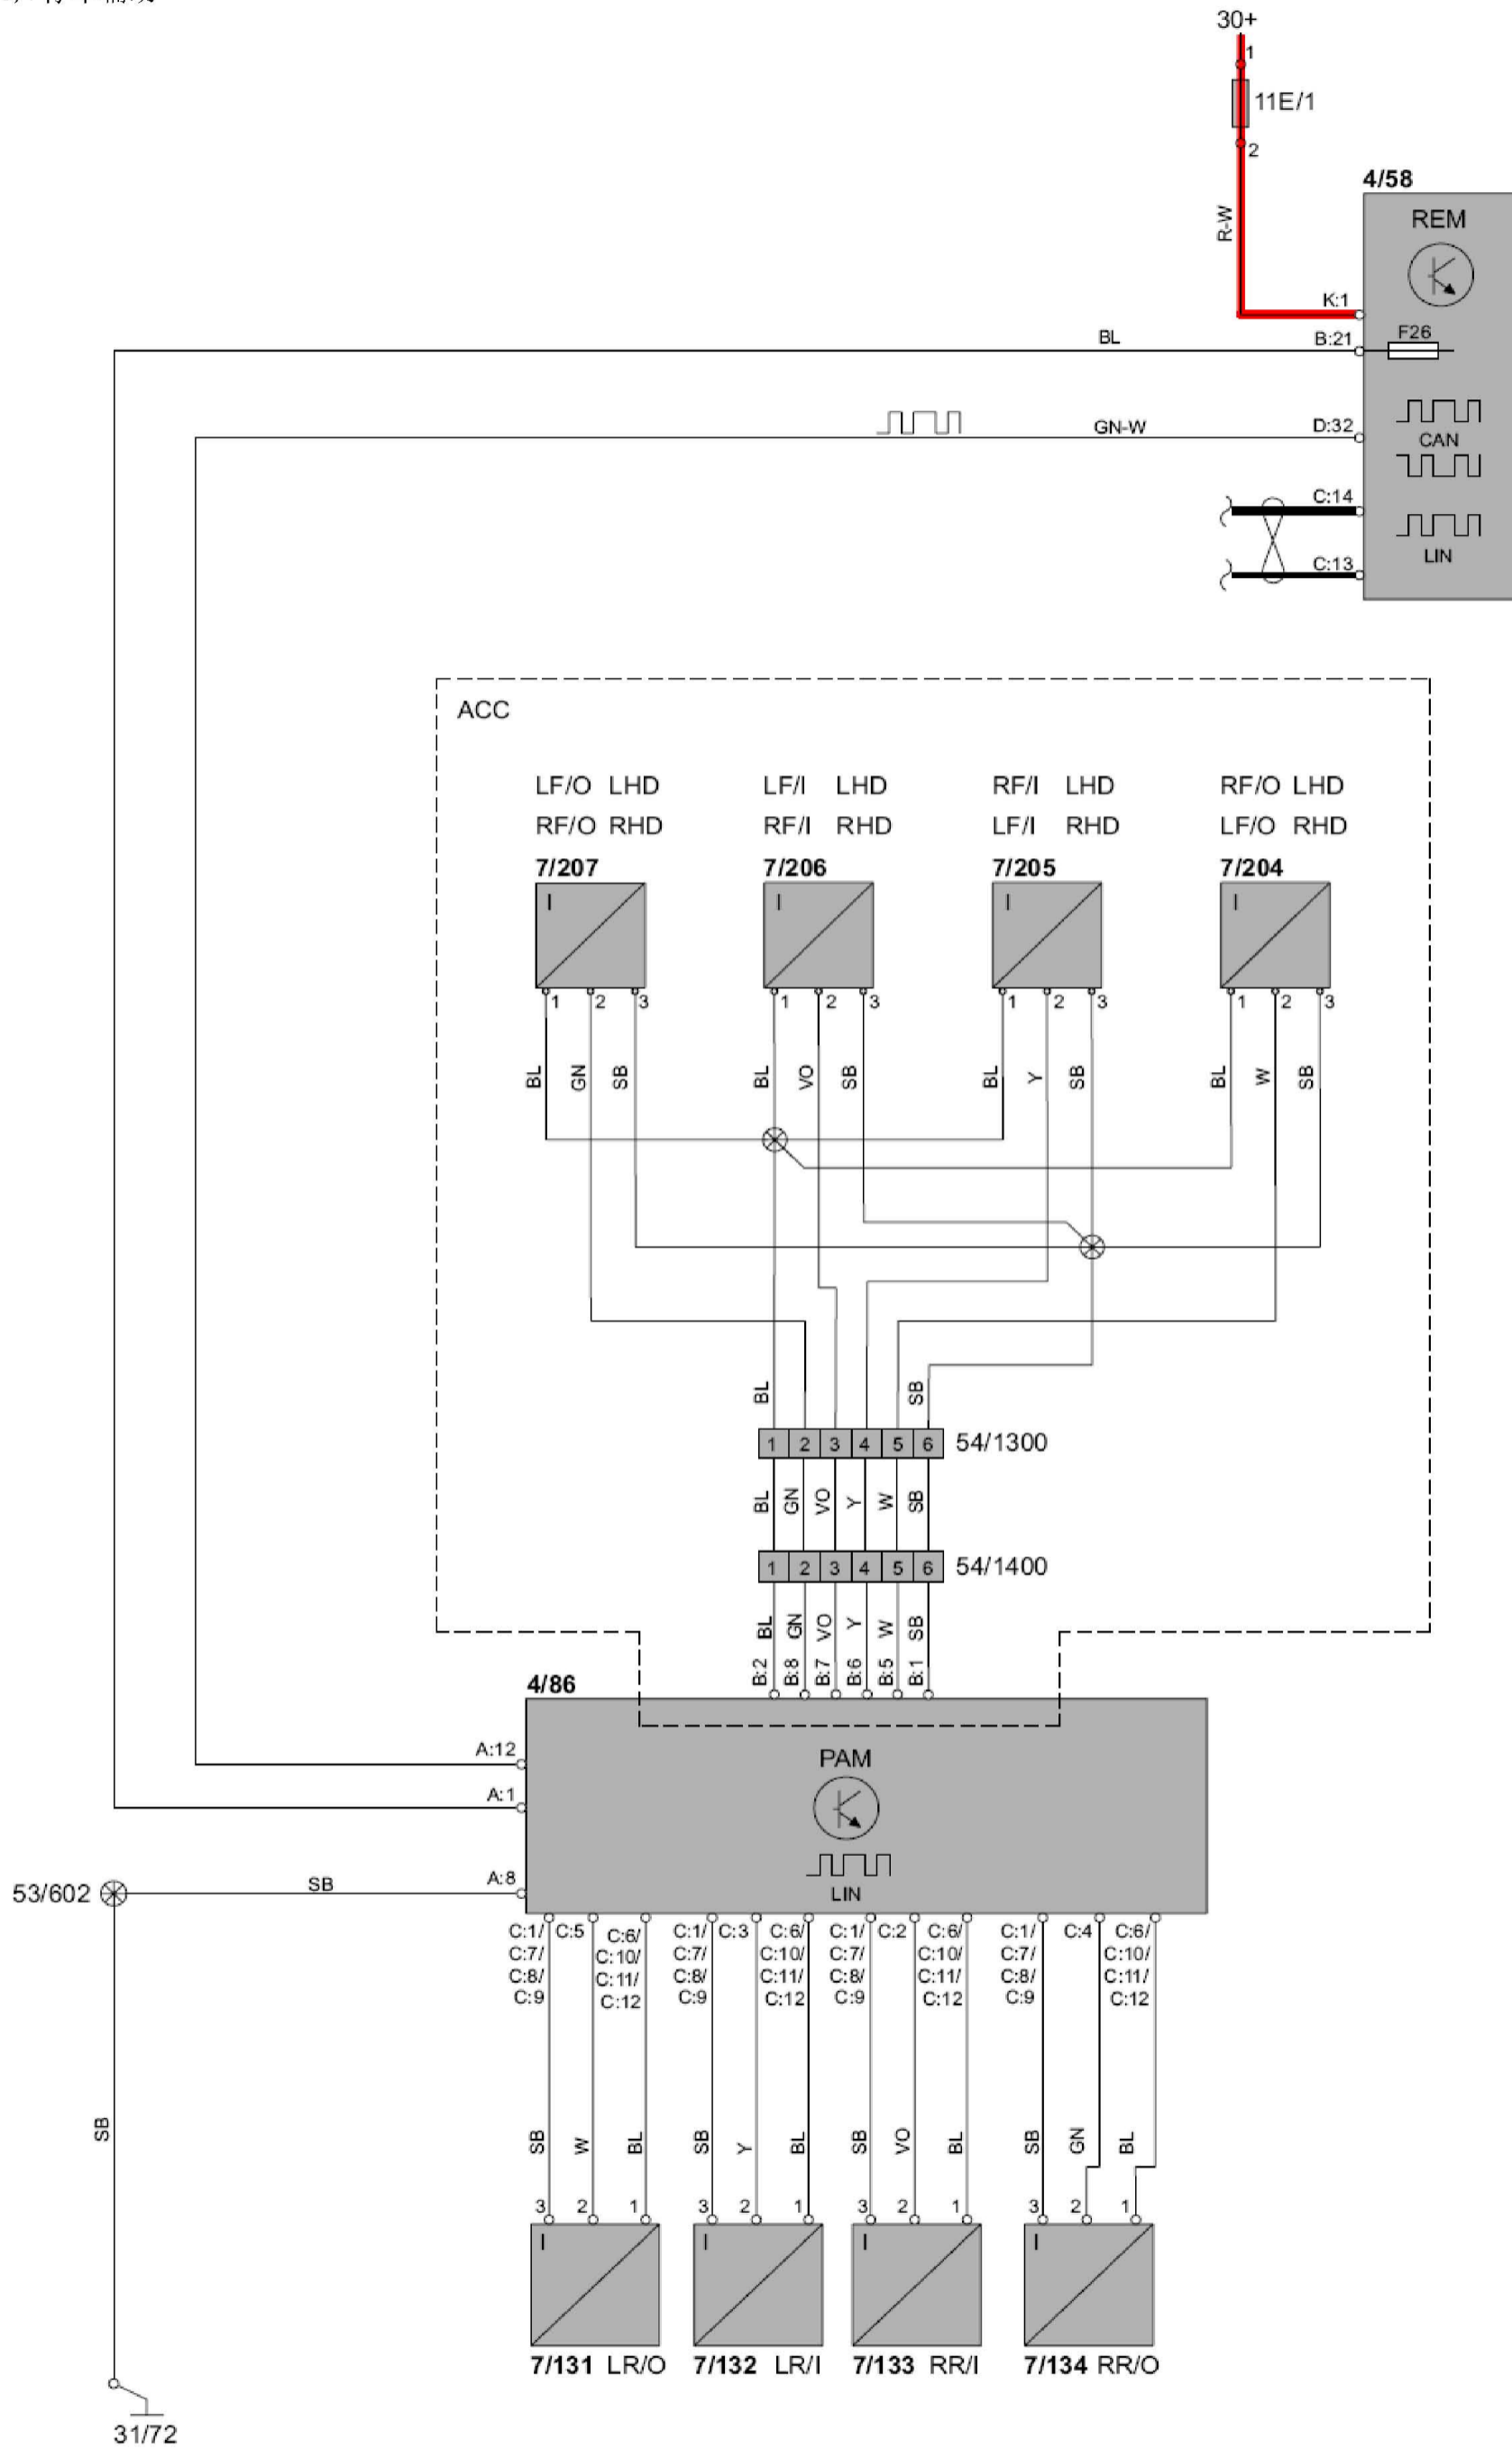 30+
1
11E/1
2
4/58
R-W
REM
K:1
BL
B:21
F26
GN-W
D:32
CAN
C:14
LIN
C:13
ACC
LF/O LHD
RF/O RHD
7/207
LF/I LHD
RF/I RHD
7/206
RF/I LHD
LF/I RHD
7/205
RF/O LHD
LF/O RHD
7/204
I
I
I
I
1 2 3
1 2 3
1 2 3
1 2 3
BL GN SB
BL VO SB
BL Y SB
BL W SB
BL SB
1 2 3 4 5 6 54/1300
BL GN VO Y W SB
1 2 3 4 5 6 54/1400
BL GN VO Y W SB
B:2 B:8 B:7 B:6 B:5 B:1
4/86
A:12
PAM
A:1
A:8
LIN
53/602
SB
C:1/
C:7/
C:8/
C:9
C:5
C:6/
C:10/
C:11/
C:12
C:1/
C:7/
C:8/
C:9
C:3
C:6/
C:10/
C:11/
C:12
C:1/
C:7/
C:8/
C:9
C:2
C:6/
C:10/
C:11/
C:12
C:1/
C:7/
C:8/
C:9
C:4
C:6/
C:10/
C:11/
C:12
SB
SB W BL
SB Y BL
SB VO BL
SB GN BL
3 2 1
3 2 1
3 2 1
3 2 1
I
I
I
I
7/131 LR/O
7/132 LR/I
7/133 RR/I
7/134 RR/O
31/72